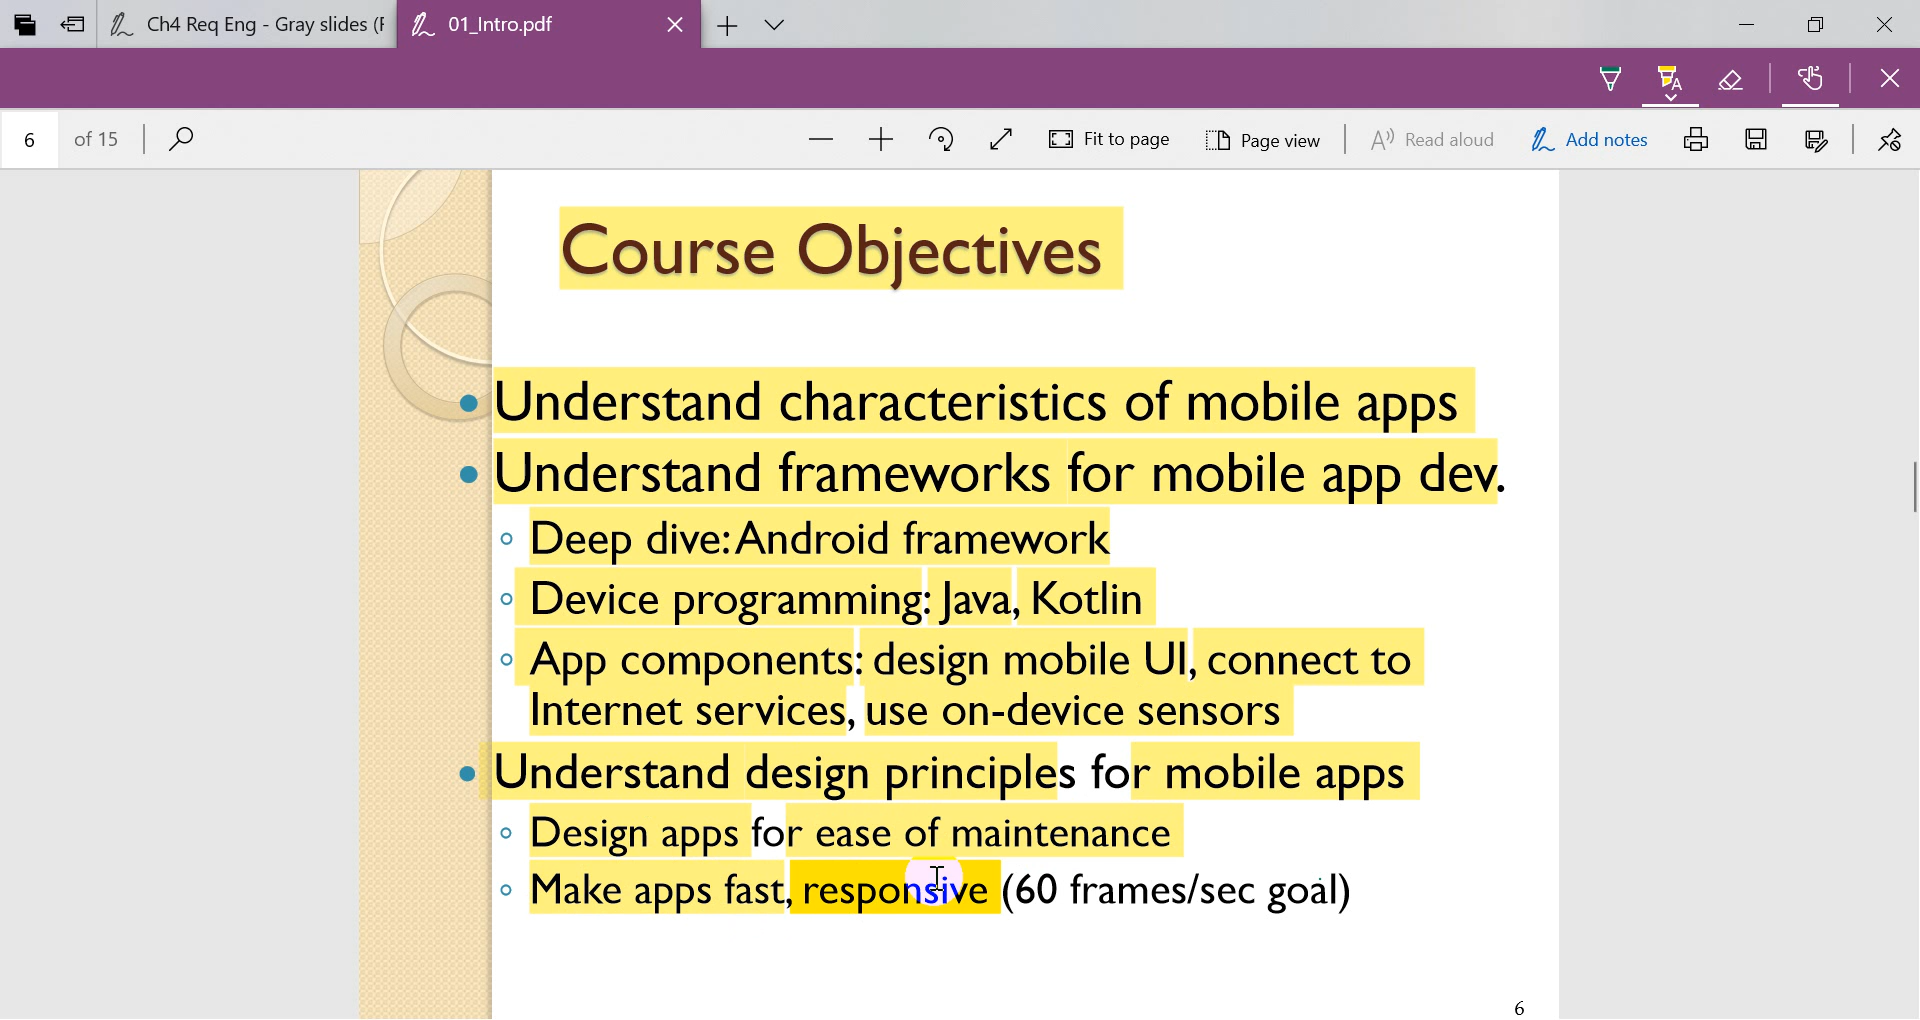 Ch4 Req Eng - Gray slides (F
01_Intro.pdf
6 of 15
Fit to page
Page view
Read aloud
Add notes
Course Objectives
• Understand characteristics of mobile apps
• Understand frameworks for mobile app dev.
◦ Deep dive: Android framework
◦ Device programming: Java, Kotlin
◦ App components: design mobile UI, connect to
Internet services, use on-device sensors
• Understand design principles for mobile apps
◦ Design apps for ease of maintenance
◦ Make apps fast, responsive (60 frames/sec goal)
6